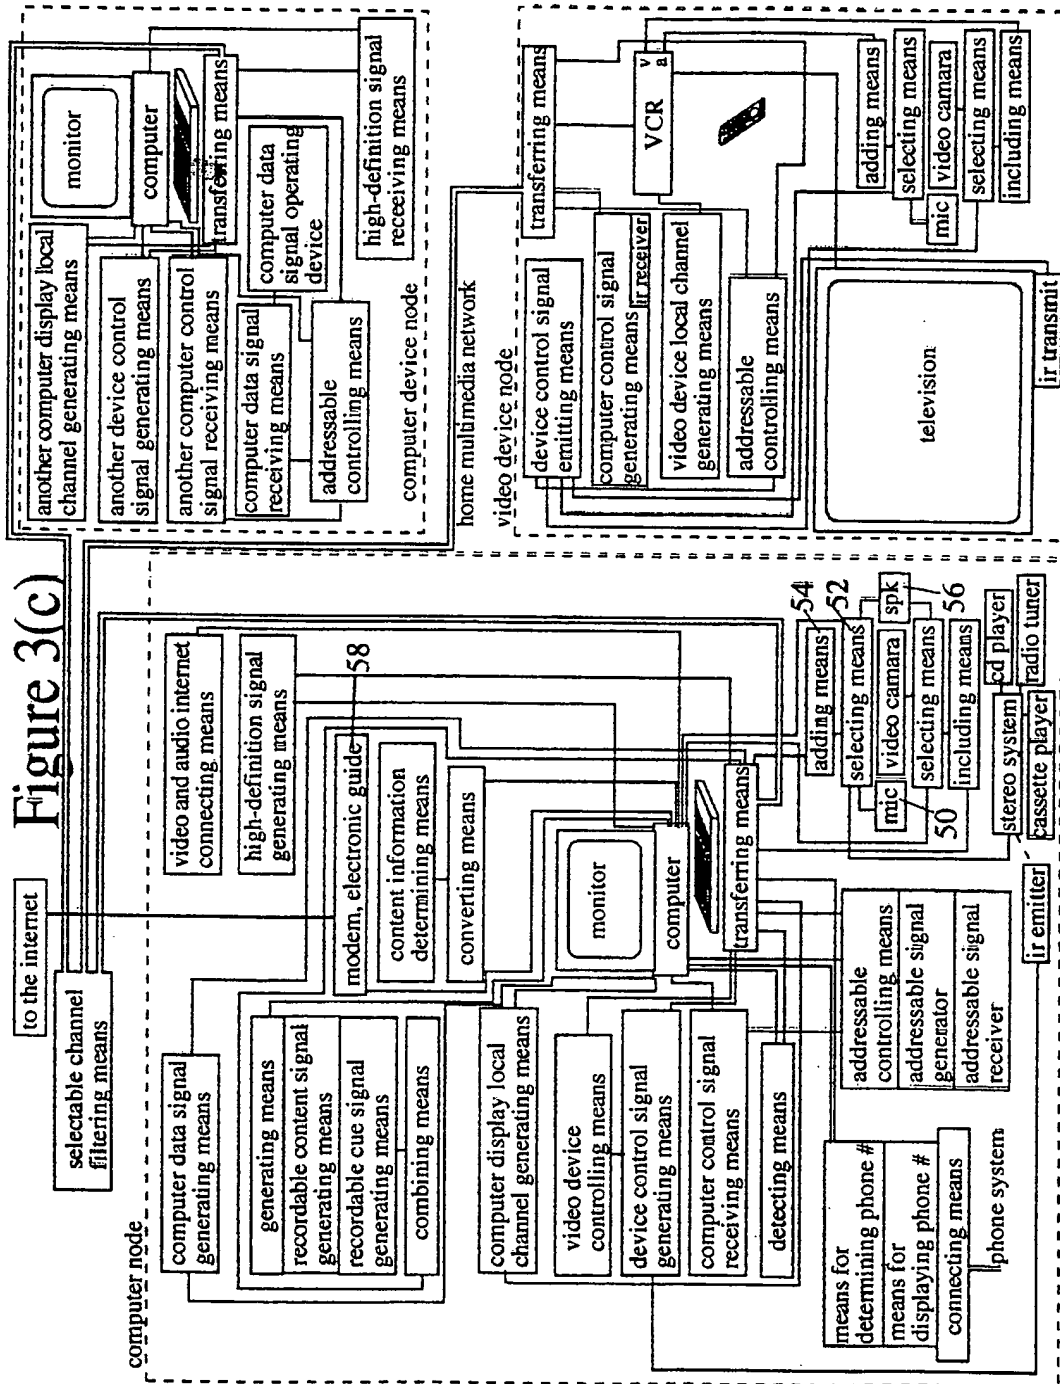 Figure 3(c)
to the internet
selectable channel
filtering means
computer node
computer data signal
generating means
generating means
recordable content signal
generating means
recordable cue signal
generating means
combining means
computer display local
channel generating means
video device
controlling means
device control signal
generating means
computer control signal
receiving means
detecting means
means for
determining phone #
means for
displaying phone #
connecting means
phone system
video and audio internet
connecting means
high-definition signal
generating means
modem, electronic guide
58
content information
determining means
converting means
monitor
computer
transferring means
addressable
controlling means
addressable signal
generator
addressable signal
receiver
ir emitter
54
adding means
52
selecting means
spk
56
mic
video camara
50
selecting means
including means
stereo system
cd player
radio tuner
cassette player
another computer display local
channel generating means
another device control
signal generating means
another computer control
signal receiving means
computer data signal
receiving means
addressable
controlling means
monitor
computer
transferring means
computer data
signal operating
device
high-definition signal
receeiving means
computer device node
home multimedia network
video device node
device control signal
emitting means
computer control signal
generating means
ir receiver
video device local channel
generating means
addressable
controlling means
transferring means
VCR
v
a
television
ir transmit
adding means
selecting means
mic
video camara
selecting means
including means